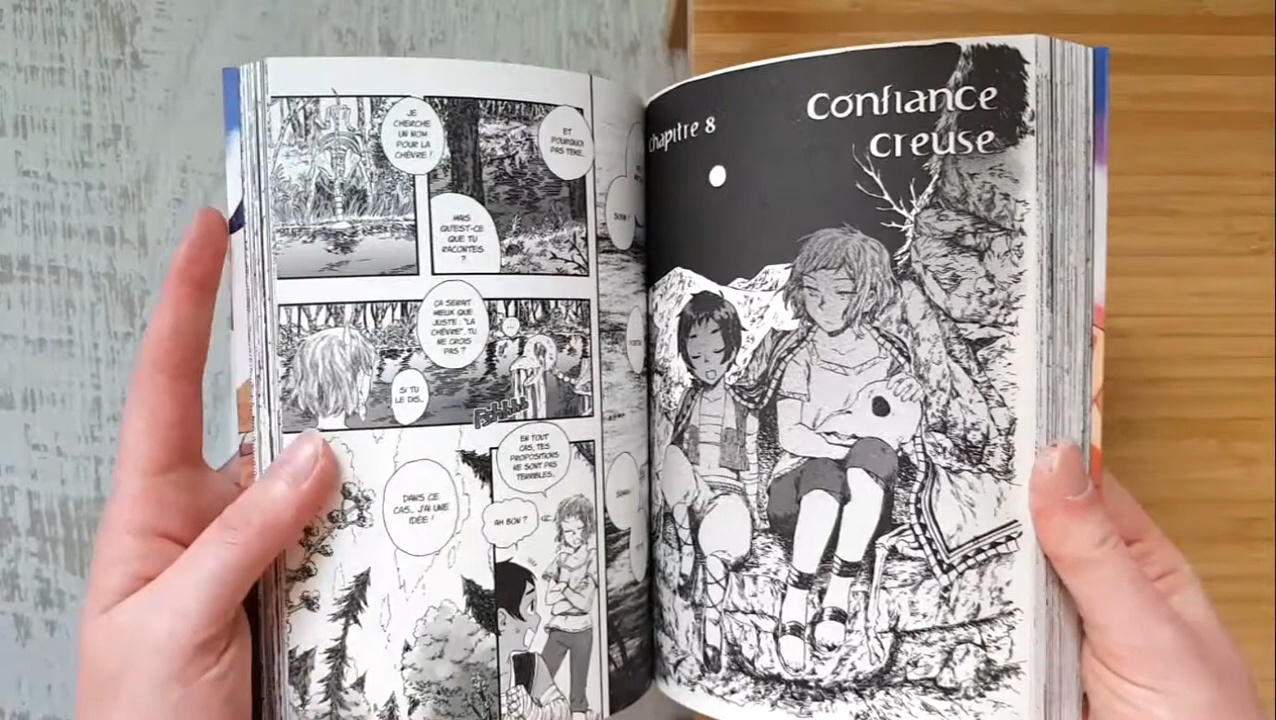 JE
CHERCHE
UN NOM
POUR LA
CHÈVRE !
ET
POURQUOI
PAS TEKE..
MAIS
QU'EST-CE
QUE TU
RACONTES
?
ÇA SERAIT
MIEUX QUE
JUSTE : "LA
CHÈVRE", TU
NE CROIS
PAS ?
...
SI TU
LE DIS..
EN TOUT
CAS, TES
PROPOSITIONS
NE SONT PAS
TERRIBLES..
DANS CE
CAS.. J'AI UNE
IDÉE !
AH BON ?
chapitre 8
Confiance
creuse